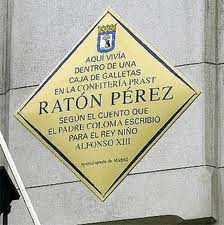 AQUÍ VIVÍA
DENTRO DE UNA
CAJA DE GALLETAS
EN LA CONFITERÍA PRAST
RATÓN PÉREZ
SEGÚN EL CUENTO QUE
EL PADRE COLOMA ESCRIBIO
PARA EL REY NIÑO
ALFONSO XIII
Ayuntamiento de Madrid